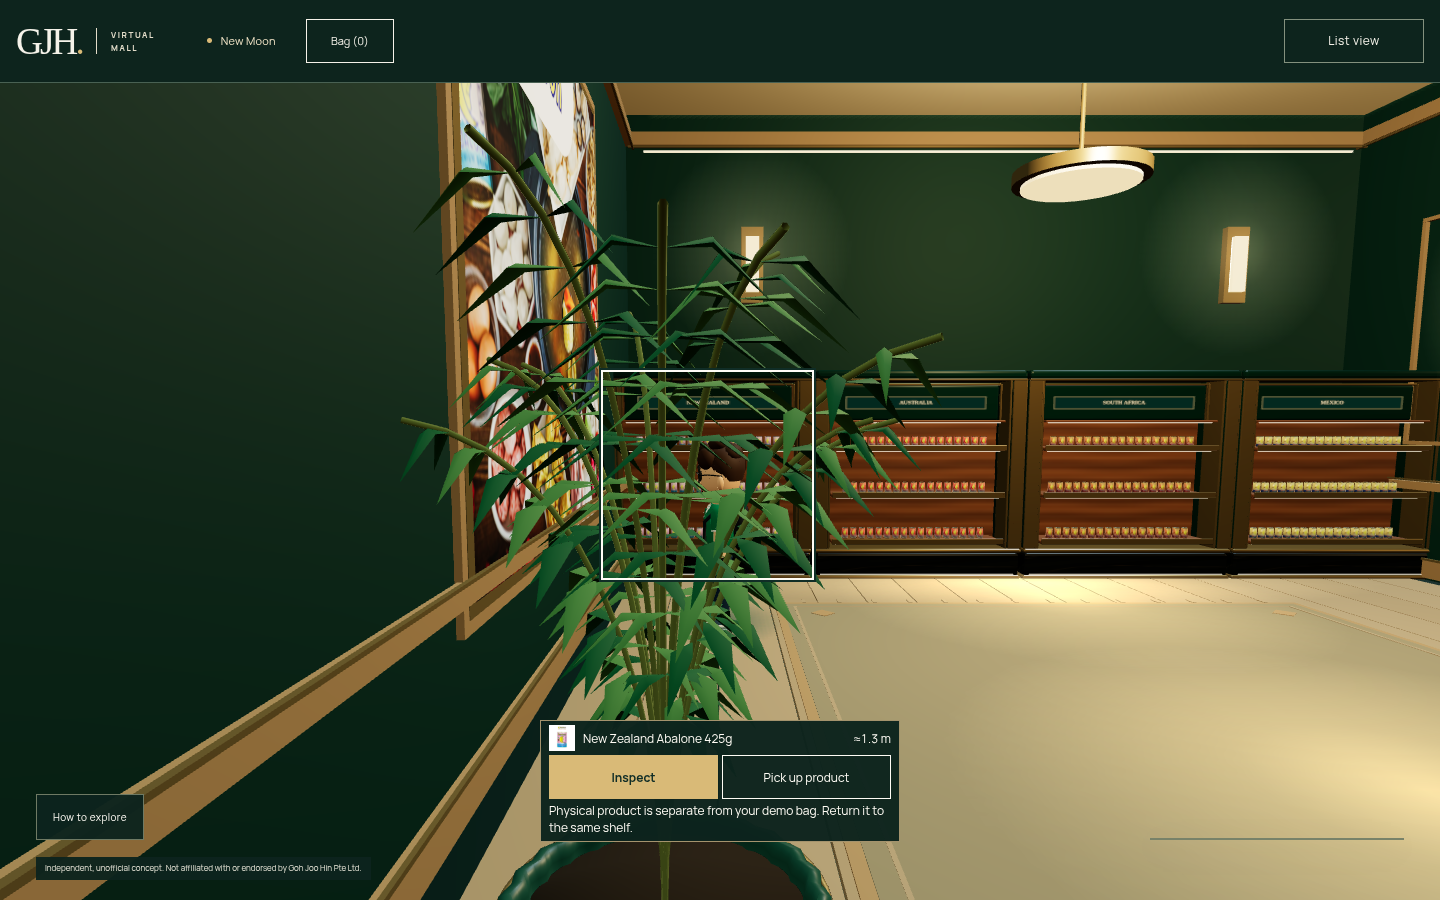 GJH.
VIRTUAL
MALL
New Moon
Bag (0)
List view
AUSTRALIA
SOUTH AFRICA
MEXICO
New Zealand Abalone 425g
≈1.3 m
Inspect
Pick up product
Physical product is separate from your demo bag. Return it to
the same shelf.
How to explore
Independent, unofficial concept. Not affiliated with or endorsed by Goh Joo Hin Pte Ltd.